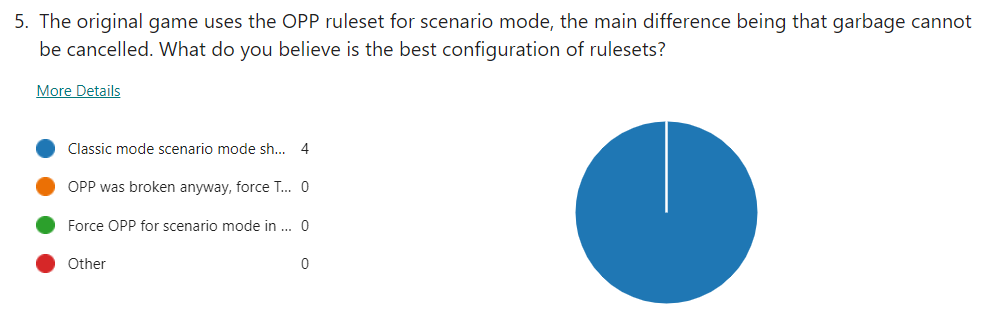 5. The original game uses the OPP ruleset for scenario mode, the main difference being that garbage cannot
be cancelled. What do you believe is the best configuration of rulesets?
More Details
Classic mode scenario mode sh... 4
OPP was broken anyway, force T... 0
Force OPP for scenario mode in ... 0
Other 0